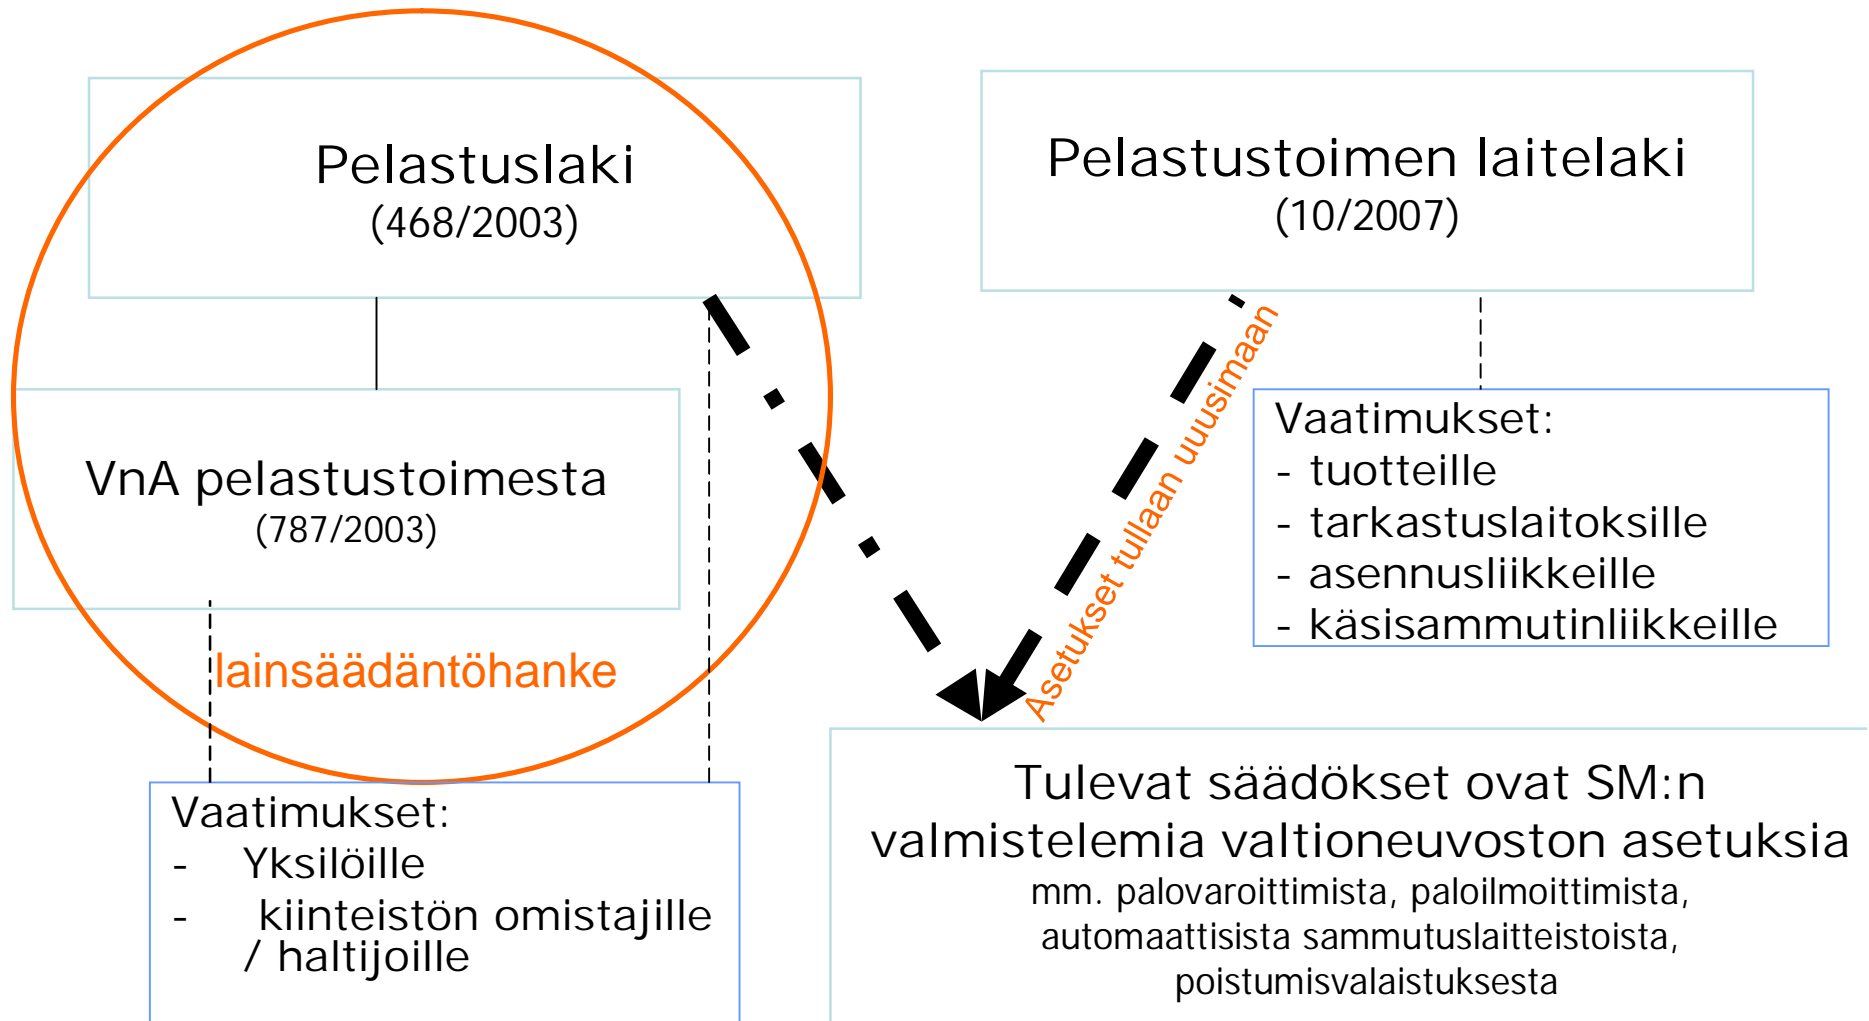 Pelastuslaki
(468/2003)
Pelastustoimen laitelaki
(10/2007)
VnA pelastustoimesta
(787/2003)
lainsäädäntöhanke
Asetukset tullaan uuusimaan
Vaatimukset:
- tuotteille
- tarkastuslaitoksille
- asennusliikkeille
- käsisammutinliikkeille
Vaatimukset:
- Yksilöille
- kiinteistön omistajille
/ haltijoille
Tulevat säädökset ovat SM:n
valmistelemia valtioneuvoston asetuksia
mm. palovaroittimista, paloilmoittimista,
automaattisista sammutuslaitteistoista,
poistumisvalaistuksesta